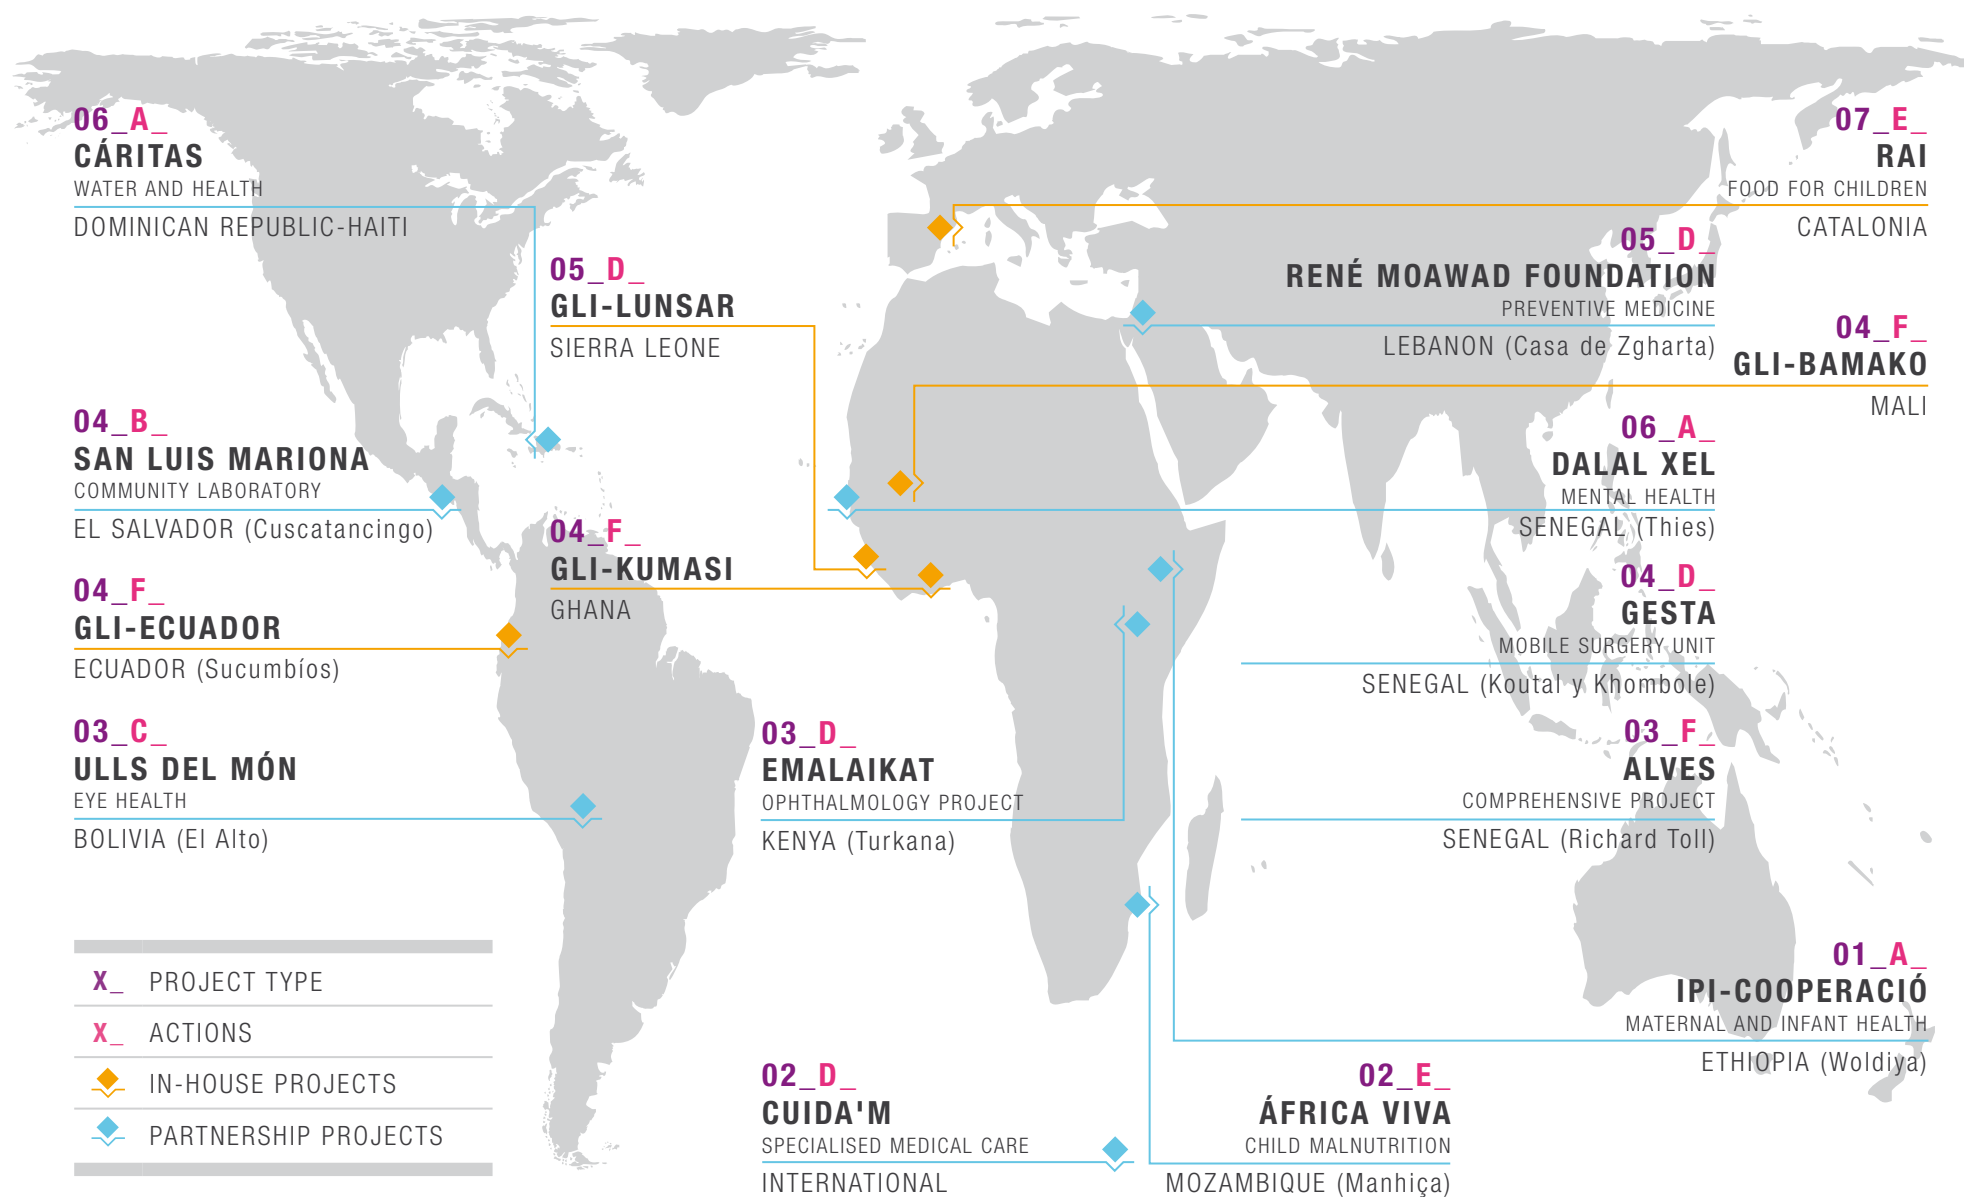 06_A_
CÁRITAS
WATER AND HEALTH
DOMINICAN REPUBLIC-HAITI
04_B_
SAN LUIS MARIONA
COMMUNITY LABORATORY
EL SALVADOR (Cuscatancingo)
04_F_
GLI-ECUADOR
ECUADOR (Sucumbíos)
03_C_
ULLS DEL MÓN
EYE HEALTH
BOLIVIA (El Alto)
05_D_
GLI-LUNSAR
SIERRA LEONE
04_F_
GLI-KUMASI
GHANA
03_D_
EMALAIKAT
OPHTHALMOLOGY PROJECT
KENYA (Turkana)
02_D_
CUIDA'M
SPECIALISED MEDICAL CARE
INTERNATIONAL
02_E_
ÁFRICA VIVA
CHILD MALNUTRITION
MOZAMBIQUE (Manhiça)
07_E_
RAI
FOOD FOR CHILDREN
CATALONIA
05_D_
RENÉ MOAWAD FOUNDATION
PREVENTIVE MEDICINE
LEBANON (Casa de Zgharta)
04_F_
GLI-BAMAKO
MALI
06_A_
DALAL XEL
MENTAL HEALTH
SENEGAL (Thies)
04_D_
GESTA
MOBILE SURGERY UNIT
SENEGAL (Koutal y Khombole)
03_F_
ALVES
COMPREHENSIVE PROJECT
SENEGAL (Richard Toll)
01_A_
IPI-COOPERACIÓ
MATERNAL AND INFANT HEALTH
ETHIOPIA (Woldiya)
X_ PROJECT TYPE
X_ ACTIONS
IN-HOUSE PROJECTS
PARTNERSHIP PROJECTS